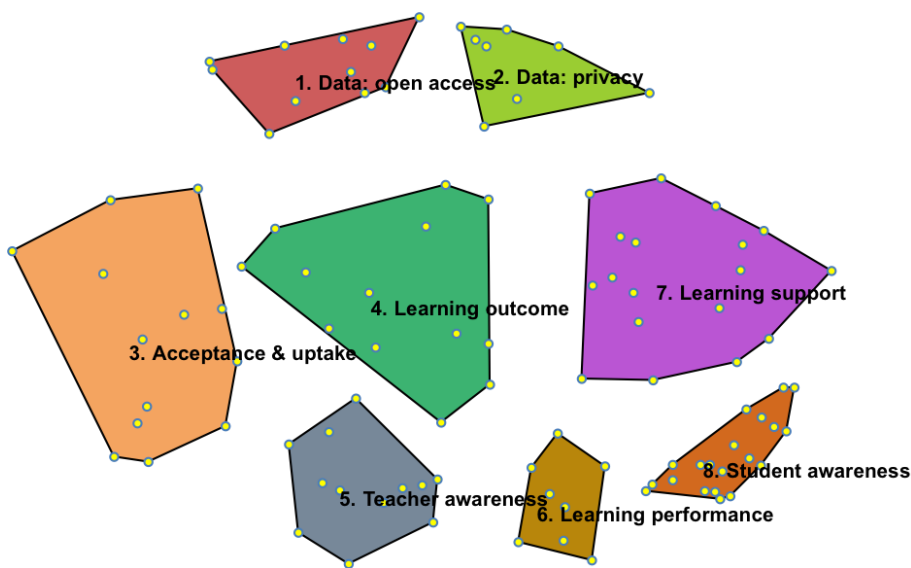 1. Data: open access
2. Data: privacy
7. Learning support
4. Learning outcome
3. Acceptance & uptake
8. Student awareness
5. Teacher awareness
6. Learning performance